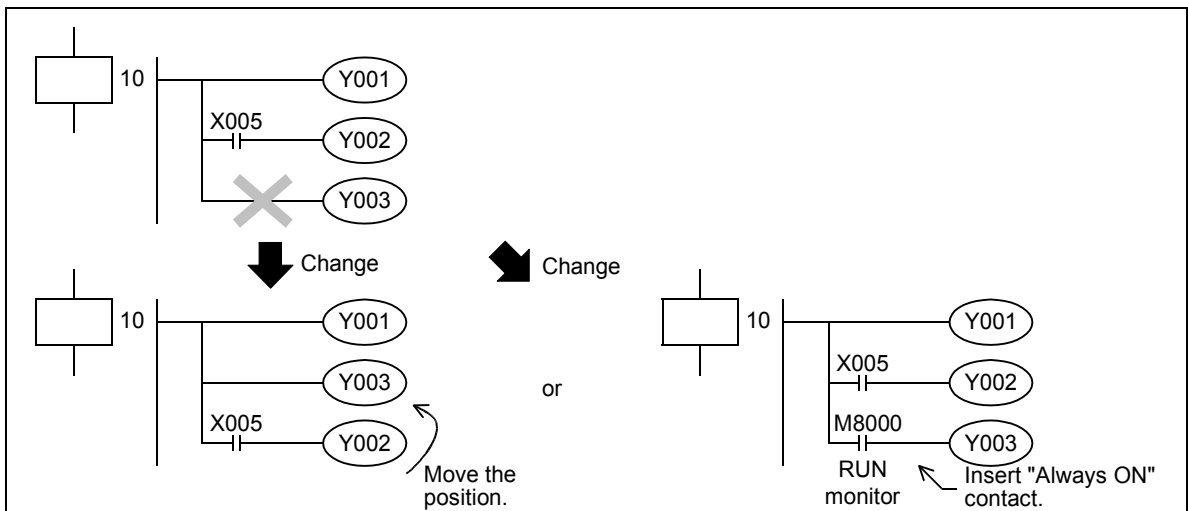 10
Y001
X005
Y002
Y003
Change
Change
10
Y001
Y003
X005
Y002
Move the
position.
or
10
Y001
X005
Y002
M8000
Y003
RUN
monitor
Insert "Always ON"
contact.